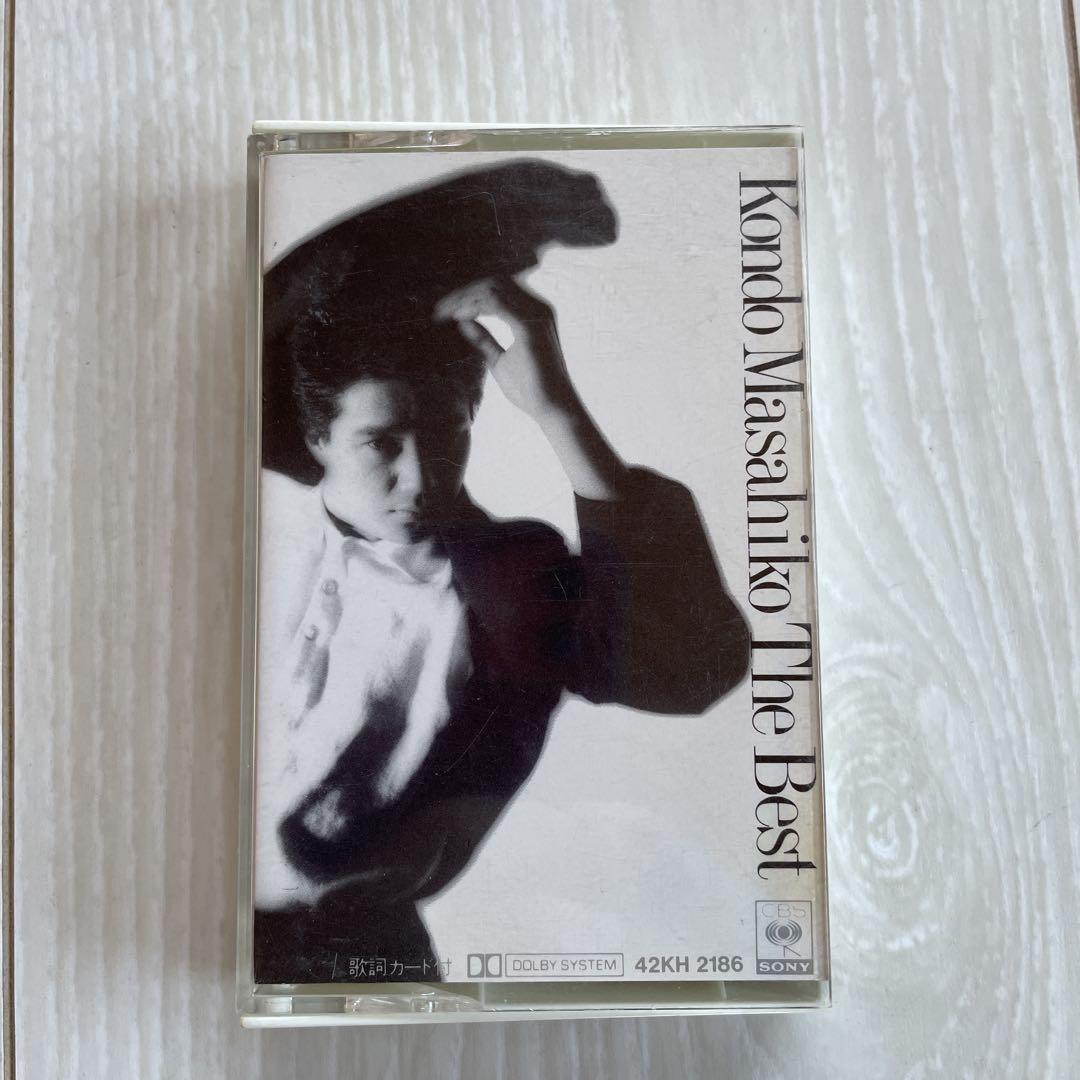 Kondo Masahiko The Best
歌詞カード付
DOLBY SYSTEM
42KH 2186
CBS
SONY